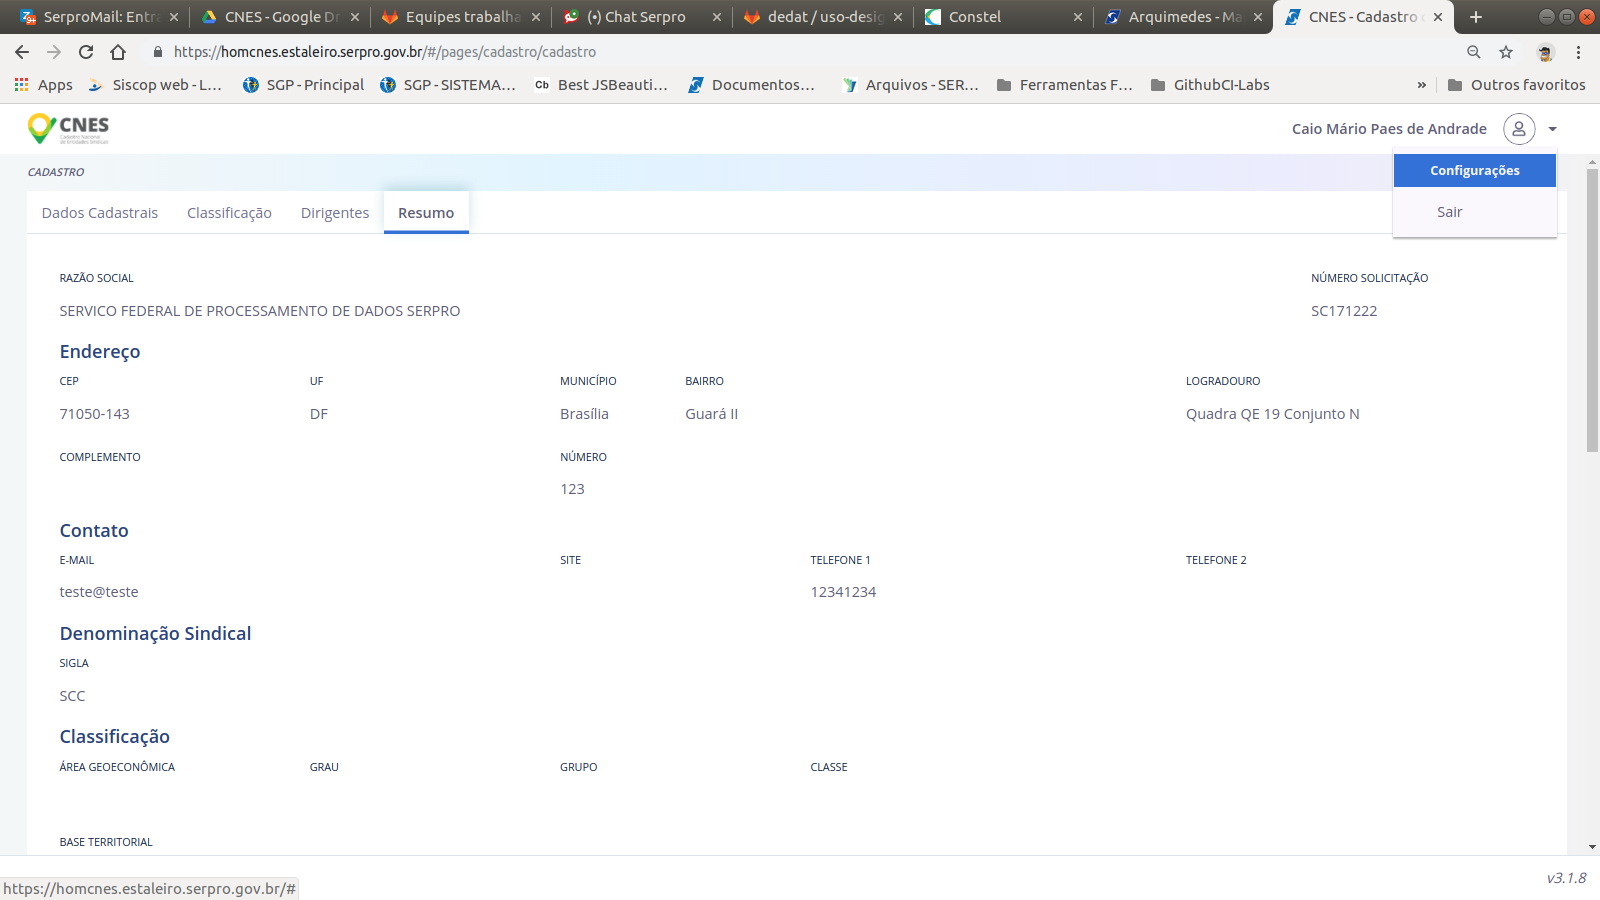 SerproMail: Entr
CNES - Google Dr
Equipes trabalha
(•) Chat Serpro
dedat / uso-desig
Constel
Arquimedes - Ma
CNES - Cadastro
https://homcnes.estaleiro.serpro.gov.br/#/pages/cadastro/cadastro
Apps
Siscop web - L...
SGP - Principal
SGP - SISTEMA...
Cb Best JSBeauti...
Documentos...
Arquivos - SER...
Ferramentas F...
GithubCI-Labs
»
Outros favoritos
CNES
Cadastro Nacional
de Entidades Sindicais
Caio Mário Paes de Andrade
CADASTRO
Configurações
Sair
Dados Cadastrais
Classificação
Dirigentes
Resumo
RAZÃO SOCIAL
NÚMERO SOLICITAÇÃO
SERVICO FEDERAL DE PROCESSAMENTO DE DADOS SERPRO
SC171222
Endereço
CEP
UF
MUNICÍPIO
BAIRRO
LOGRADOURO
71050-143
DF
Brasília
Guará II
Quadra QE 19 Conjunto N
COMPLEMENTO
NÚMERO
123
Contato
E-MAIL
SITE
TELEFONE 1
TELEFONE 2
teste@teste
12341234
Denominação Sindical
SIGLA
SCC
Classificação
ÁREA GEOECONÔMICA
GRAU
GRUPO
CLASSE
BASE TERRITORIAL
v3.1.8
https://homcnes.estaleiro.serpro.gov.br/#